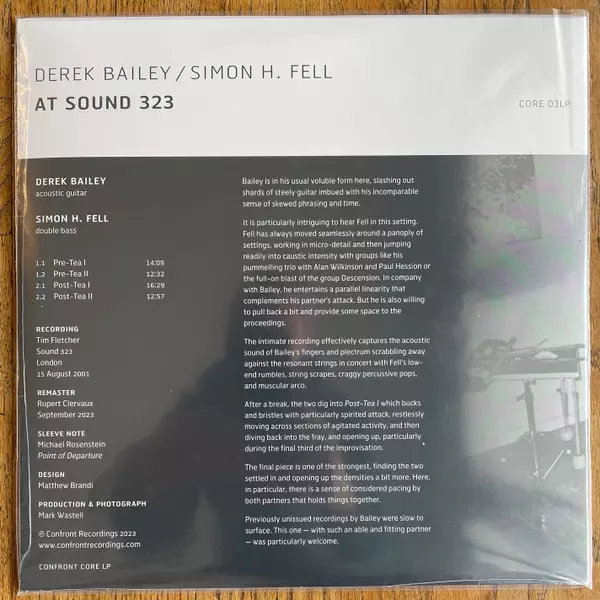 DEREK BAILEY / SIMON H. FELL
AT SOUND 323
CORE 03LP
DEREK BAILEY
acoustic guitar
SIMON H. FELL
double bass
1.1 Pre-Tea I 14:09
1.2 Pre-Tea II 12:32
2.1 Post-Tea I 16:29
2.2 Post-Tea II 12:57
RECORDING
Tim Fletcher
Sound 323
London
15 August 2001
REMASTER
Rupert Clervaux
September 2023
SLEEVE NOTE
Michael Rosenstein
Point of Departure
DESIGN
Matthew Brandi
PRODUCTION & PHOTOGRAPH
Mark Wastell
℗ Confront Recordings 2023
www.confrontrecordings.com
CONFRONT CORE LP
Bailey is in his usual voluble form here, slashing out
shards of steely guitar imbued with his incomparable
sense of skewed phrasing and time.
It is particularly intriguing to hear Fell in this setting.
Fell has always moved seamlessly around a panoply of
settings, working in micro-detail and then jumping
readily into caustic intensity with groups like his
pummelling trio with Alan Wilkinson and Paul Hession or
the full-on blast of the group Descension. In company
with Bailey, he entertains a parallel linearity that
complements his partner's attack. But he is also willing
to pull back a bit and provide some space to the
proceedings.
The intimate recording effectively captures the acoustic
sound of Bailey's fingers and plectrum scrabbling away
against the resonant strings in concert with Fell's low-
end rumbles, string scrapes, craggy percussive pops,
and muscular arco.
After a break, the two dig into Post-Tea I which bucks
and bristles with particularly spirited attack, restlessly
moving across sections of agitated activity, and then
diving back into the fray, and opening up, particularly
during the final third of the improvisation.
The final piece is one of the strongest, finding the two
settled in and opening up the densities a bit more. Here,
in particular, there is a sense of considered pacing by
both partners that holds things together.
Previously unissued recordings by Bailey were slow to
surface. This one — with such an able and fitting partner
— was particularly welcome.